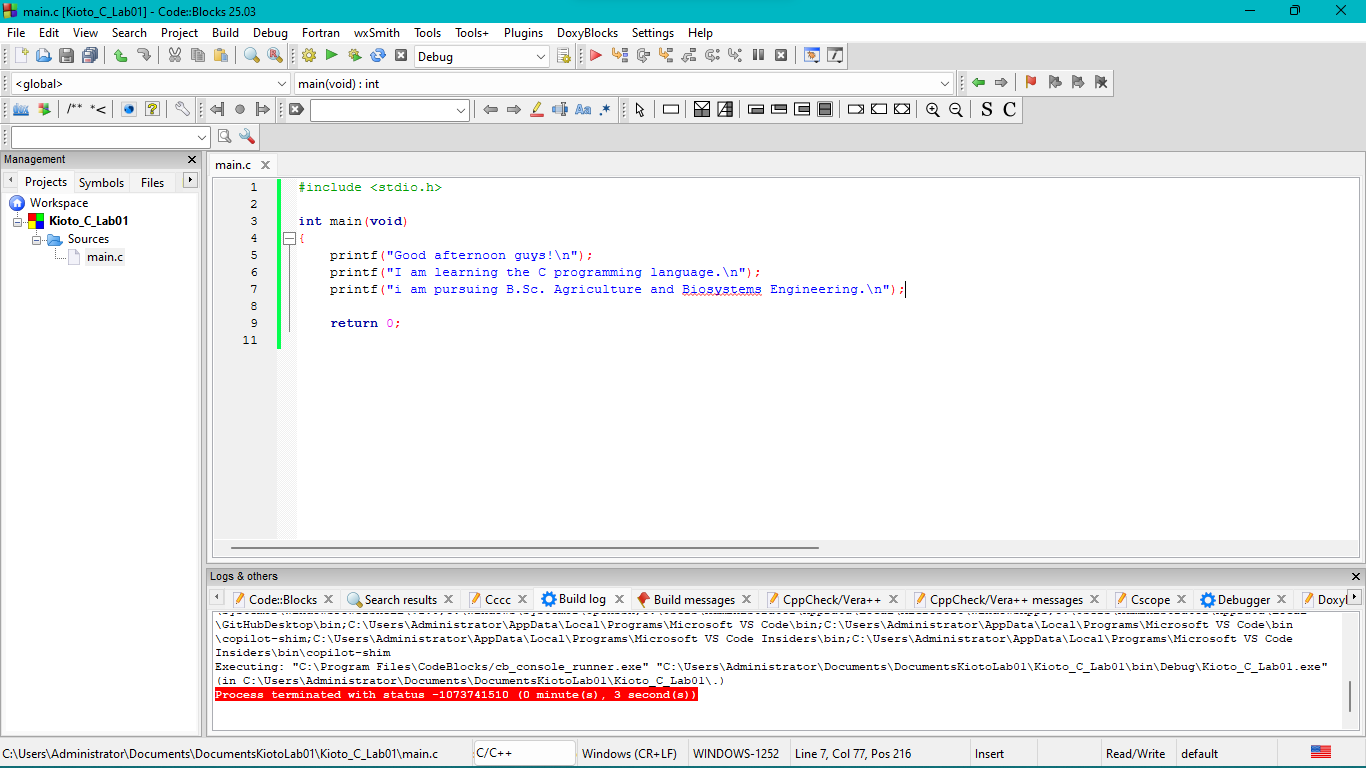 main.c [Kioto_C_Lab01] - Code::Blocks 25.03
File Edit View Search Project Build Debug Fortran wxSmith Tools Tools+ Plugins DoxyBlocks Settings Help
Debug
<global> main(void) : int
/** *< Aa .* S C
Management
main.c
Projects Symbols Files
Workspace
Kioto_C_Lab01
Sources
main.c
1 #include <stdio.h>
2
3 int main(void)
4 {
5 printf("Good afternoon guys!\n");
6 printf("I am learning the C programming language.\n");
7 printf("i am pursuing B.Sc. Agriculture and Biosystems Engineering.\n");
8
9 return 0;
11
Logs & others
Code::Blocks Search results Cccc Build log Build messages CppCheck/Vera++ CppCheck/Vera++ messages Cscope Debugger Doxyl
\GitHubDesktop\bin;C:\Users\Administrator\AppData\Local\Programs\Microsoft VS Code\bin;C:\Users\Administrator\AppData\Local\Programs\Microsoft VS Code\bin
\copilot-shim;C:\Users\Administrator\AppData\Local\Programs\Microsoft VS Code Insiders\bin;C:\Users\Administrator\AppData\Local\Programs\Microsoft VS Code
Insiders\bin\copilot-shim
Executing: "C:\Program Files\CodeBlocks/cb_console_runner.exe" "C:\Users\Administrator\Documents\DocumentsKiotoLab01\Kioto_C_Lab01\bin\Debug\Kioto_C_Lab01.exe"
(in C:\Users\Administrator\Documents\DocumentsKiotoLab01\Kioto_C_Lab01\.)
Process terminated with status -1073741510 (0 minute(s), 3 second(s))
C:\Users\Administrator\Documents\DocumentsKiotoLab01\Kioto_C_Lab01\main.c C/C++ Windows (CR+LF) WINDOWS-1252 Line 7, Col 77, Pos 216 Insert Read/Write default